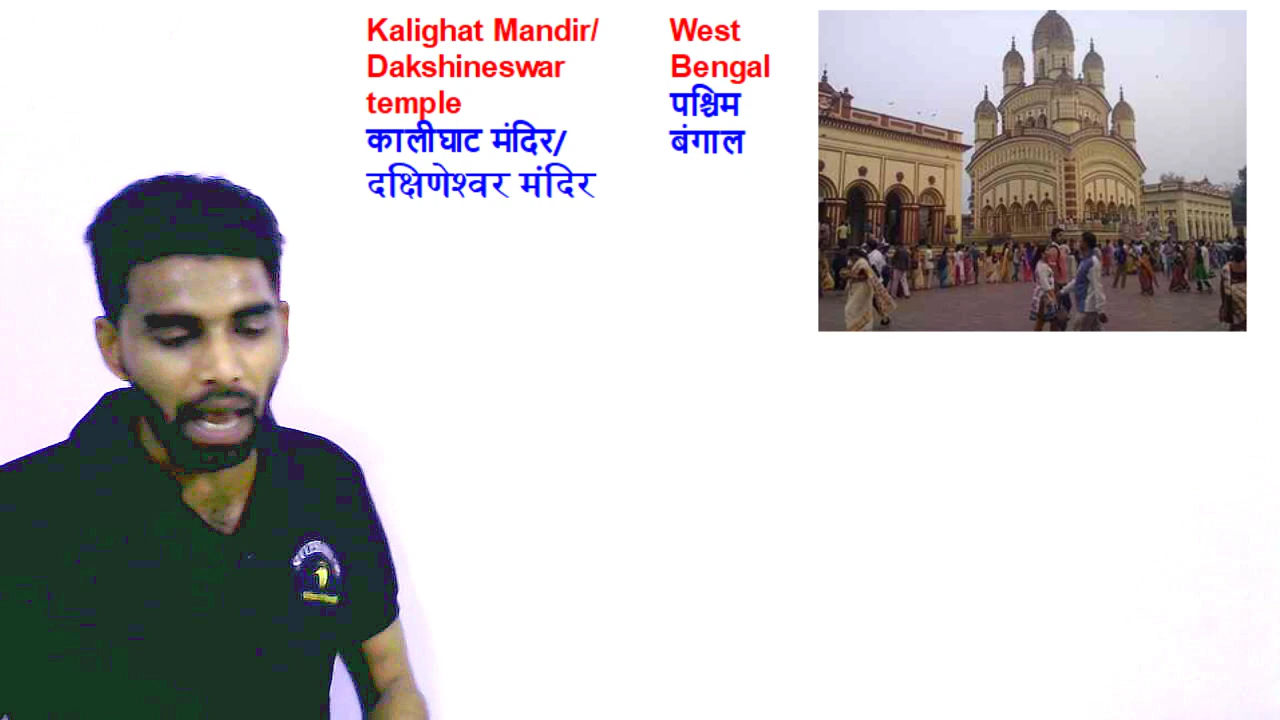 Kalighat Mandir/
Dakshineswar
temple
कालीघाट मंदिर/
दक्षिणेश्वर मंदिर
West
Bengal
पश्चिम
बंगाल